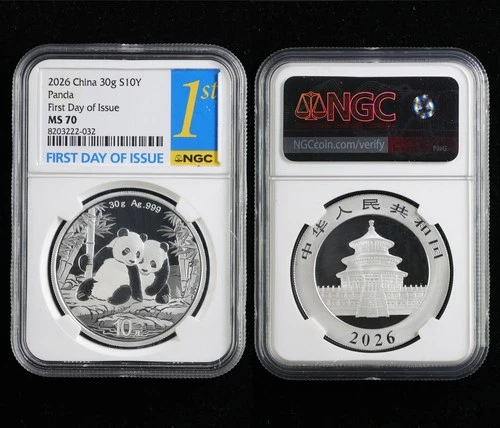 2026 China 30g S10Y
Panda
First Day of Issue
MS 70
8203222-032
1st
FIRST DAY OF ISSUE
NGC
30g Ag.999
10元
NGC
NGCcoin.com/verify
中华人民共和国
2026